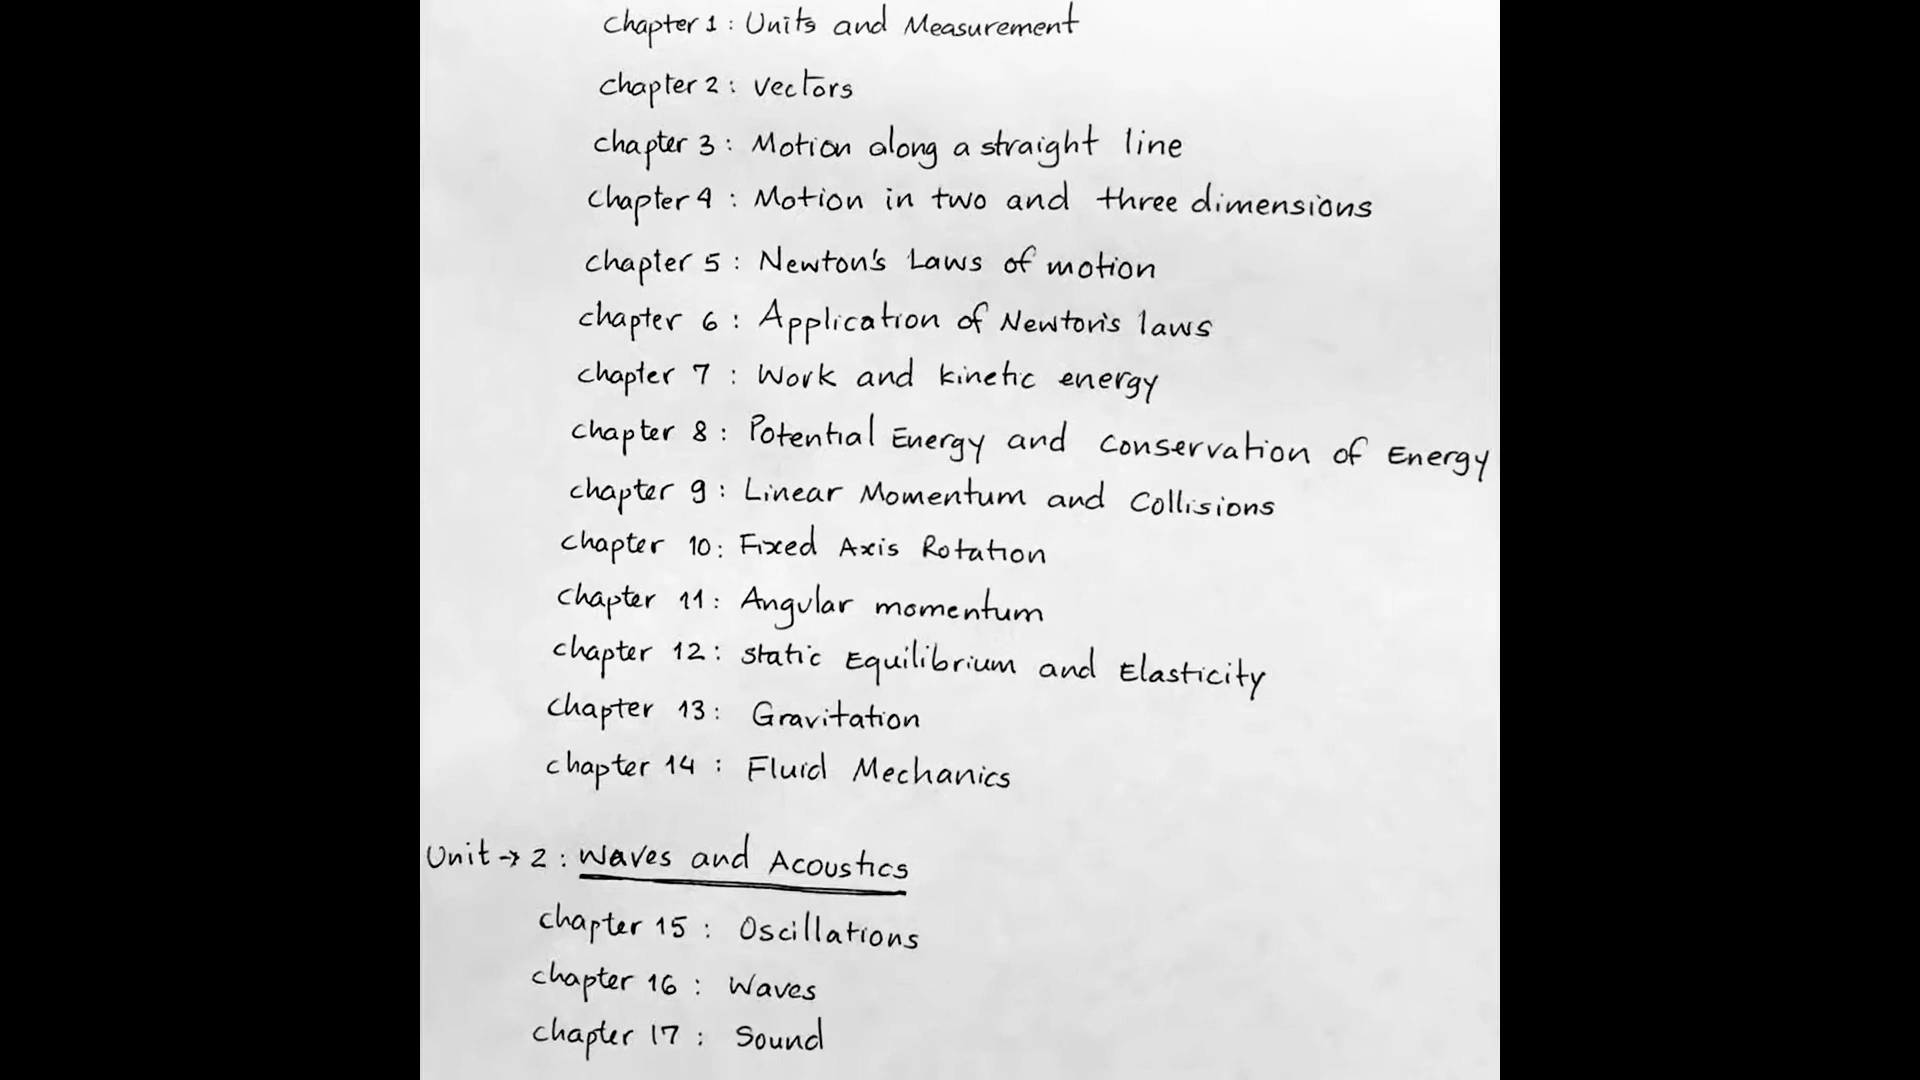 Chapter 1 : Units and Measurement
Chapter 2 : Vectors
Chapter 3 : Motion along a straight line
Chapter 4 : Motion in two and three dimensions
Chapter 5 : Newton's Laws of motion
Chapter 6 : Application of Newton's laws
Chapter 7 : Work and kinetic energy
Chapter 8 : Potential Energy and Conservation of Energy
Chapter 9 : Linear Momentum and Collisions
Chapter 10 : Fixed Axis Rotation
Chapter 11 : Angular momentum
Chapter 12 : Static Equilibrium and Elasticity
Chapter 13 : Gravitation
Chapter 14 : Fluid Mechanics
Unit → 2 : Waves and Acoustics
Chapter 15 : Oscillations
Chapter 16 : Waves
Chapter 17 : Sound